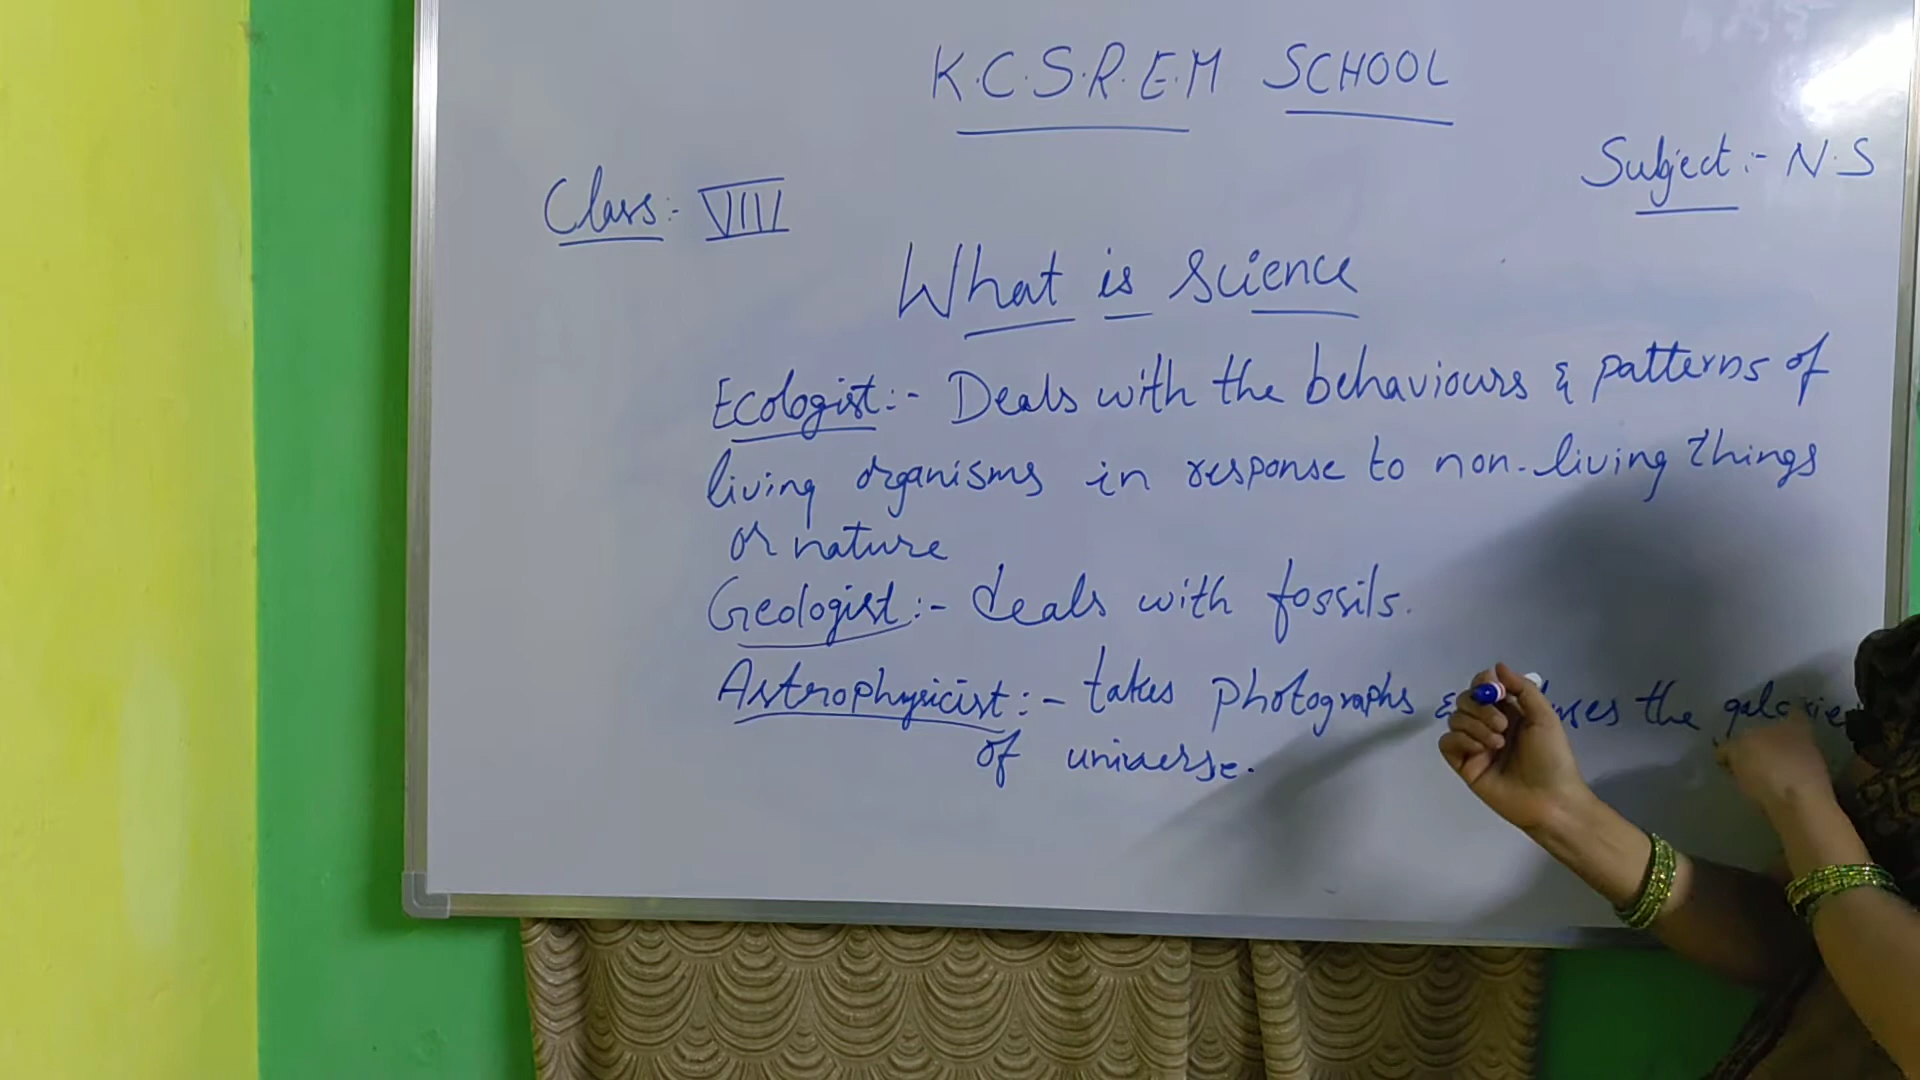 K.C.S.R.E.M SCHOOL
Subject:- N.S
Class:- VIII
What is Science
Ecologist:- Deals with the behaviours & patterns of
living organisms in response to non-living things
or nature
Geologist:- deals with fossils.
Astrophysicist:- takes photographs & the
of universe.